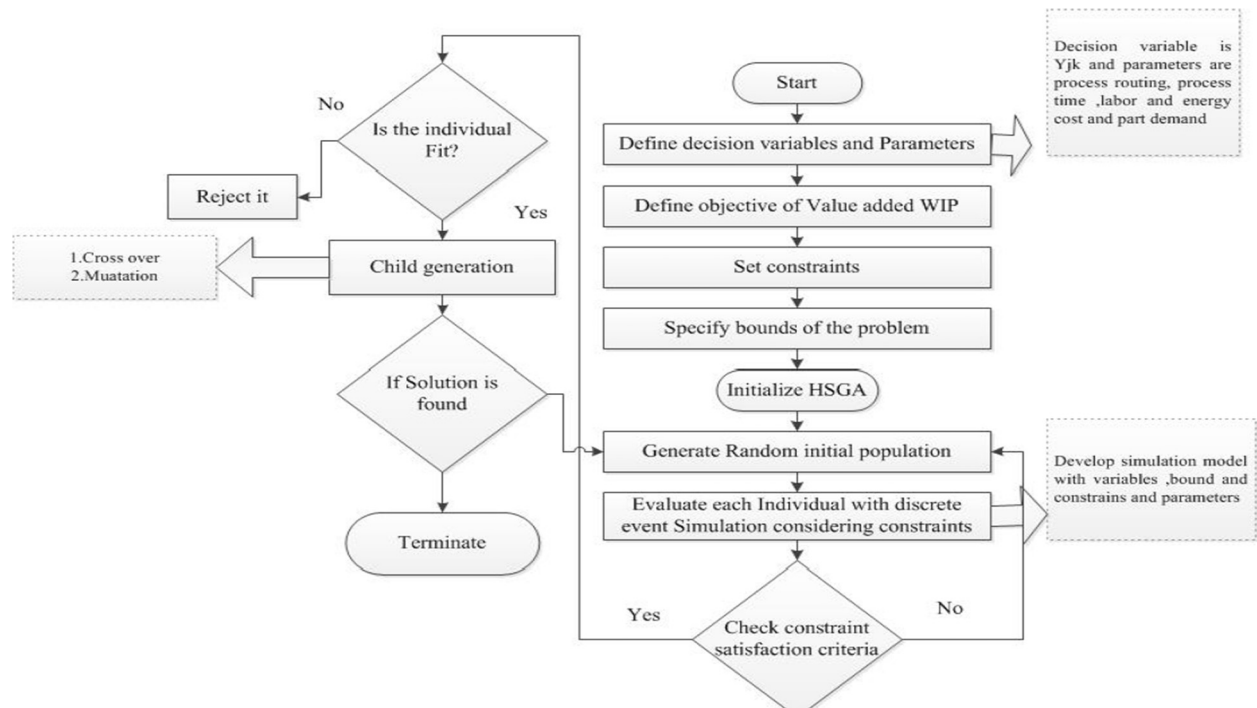 Start
Define decision variables and Parameters
Decision variable is
Yjk and parameters are
process routing, process
time ,labor and energy
cost and part demand
Define objective of Value added WIP
Set constraints
Specify bounds of the problem
Initialize HSGA
Generate Random initial population
Evaluate each Individual with discrete
event Simulation considering constraints
Develop simulation model
with variables ,bound and
constrains and parameters
Check constraint
satisfaction criteria
No
Yes
Is the individual
Fit?
No
Reject it
Yes
Child generation
1.Cross over
2.Muatation
If Solution is
found
Terminate